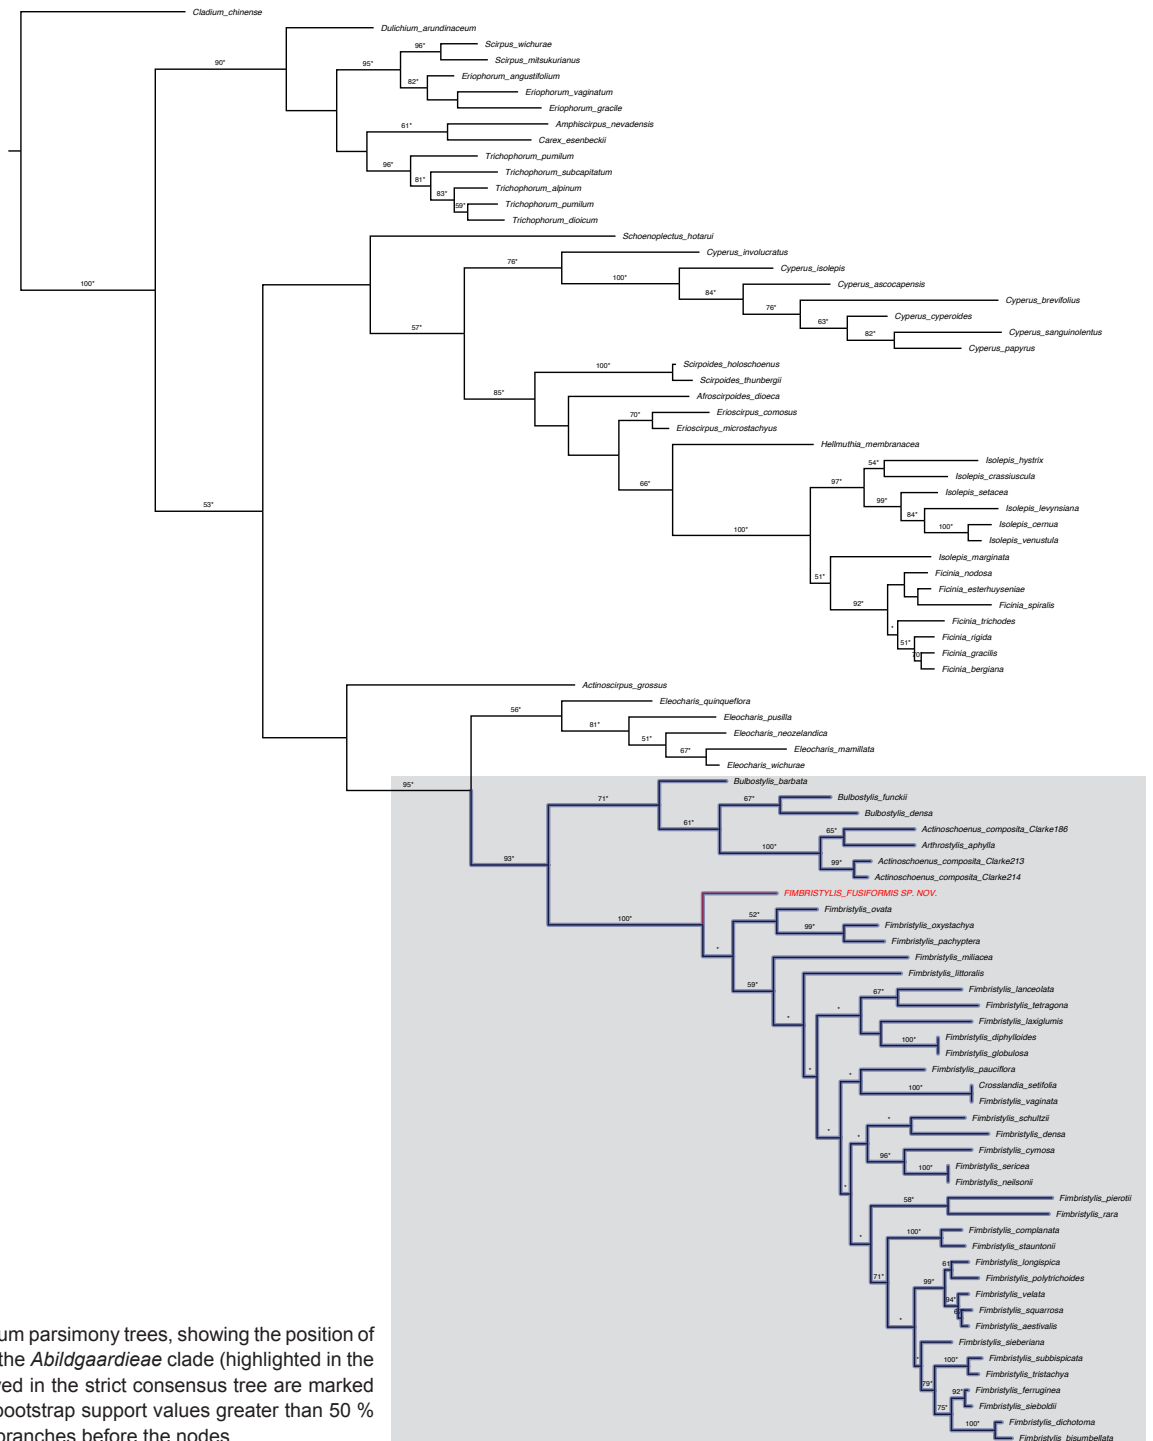 Cladium_chinense
Dulichium_arundinaceum
96*
Scirpus_wichurae
90*
95*
Scirpus_mitsukurianus
82*
Eriophorum_angustifolium
Eriophorum_vaginatum
Eriophorum_gracile
61*
Amphiscirpus_nevadensis
Carex_esenbeckii
96*
Trichophorum_pumilum
81*
Trichophorum_subcapitatum
83*
Trichophorum_alpinum
59*
Trichophorum_pumilum
Trichophorum_dioicum
Schoenoplectus_hotarui
Cyperus_involucratus
76*
Cyperus_isolepis
100*
100*
Cyperus_ascocapensis
84*
Cyperus_brevifolius
76*
Cyperus_cyperoides
57*
63*
Cyperus_sanguinolentus
82*
Cyperus_papyrus
100*
Scirpoides_holoschoenus
Scirpoides_thunbergii
85*
Afroscirpoides_dioeca
70*
Erioscirpus_comosus
Erioscirpus_microstachyus
Hellmuthia_membranacea
54*
Isolepis_hystrix
97*
Isolepis_crassiuscula
66*
99*
Isolepis_setacea
53*
84*
Isolepis_levynsiana
100*
100*
Isolepis_cernua
Isolepis_venustula
Isolepis_marginata
51*
Ficinia_nodosa
Ficinia_esterhuyseniae
92*
Ficinia_spiralis
*
Ficinia_trichodes
51*
Ficinia_rigida
Ficinia_gracilis
Ficinia_bergiana
Actinoscirpus_grossus
56*
Eleocharis_quinqueflora
81*
Eleocharis_pusilla
51*
Eleocharis_neozelandica
67*
Eleocharis_mamillata
Eleocharis_wichurae
95*
Bulbostylis_barbata
71*
67*
Bulbostylis_funckii
61*
Bulbostylis_densa
65*
Actinoschoenus_composita_Clarke186
100*
Arthrostylis_aphylla
93*
99*
Actinoschoenus_composita_Clarke213
Actinoschoenus_composita_Clarke214
FIMBRISTYLIS_FUSIFORMIS SP. NOV.
100*
52*
Fimbristylis_ovata
99*
Fimbristylis_oxystachya
*
Fimbristylis_pachyptera
Fimbristylis_miliacea
59*
Fimbristylis_littoralis
67*
Fimbristylis_lanceolata
*
*
Fimbristylis_tetragona
Fimbristylis_laxiglumis
100*
Fimbristylis_diphylloides
Fimbristylis_globulosa
*
*
Fimbristylis_pauciflora
100*
Crosslandia_setifolia
Fimbristylis_vaginata
*
*
*
Fimbristylis_schultzii
Fimbristylis_densa
96*
Fimbristylis_cymosa
100*
Fimbristylis_sericea
Fimbristylis_neilsonii
*
58*
Fimbristylis_pierotii
Fimbristylis_rara
*
100*
Fimbristylis_complanata
Fimbristylis_stauntonii
61
Fimbristylis_longispica
71*
99*
Fimbristylis_polytrichoides
94*
Fimbristylis_velata
Fimbristylis_squarrosa
*
Fimbristylis_aestivalis
Fimbristylis_sieberiana
*
100*
Fimbristylis_subbispicata
Fimbristylis_tristachya
79*
92*
Fimbristylis_ferruginea
75*
Fimbristylis_sieboldii
100*
Fimbristylis_dichotoma
Fimbristylis_bisumbellata
um parsimony trees, showing the position of
the Abildgaardieae clade (highlighted in the
ved in the strict consensus tree are marked
bootstrap support values greater than 50 %
branches before the nodes